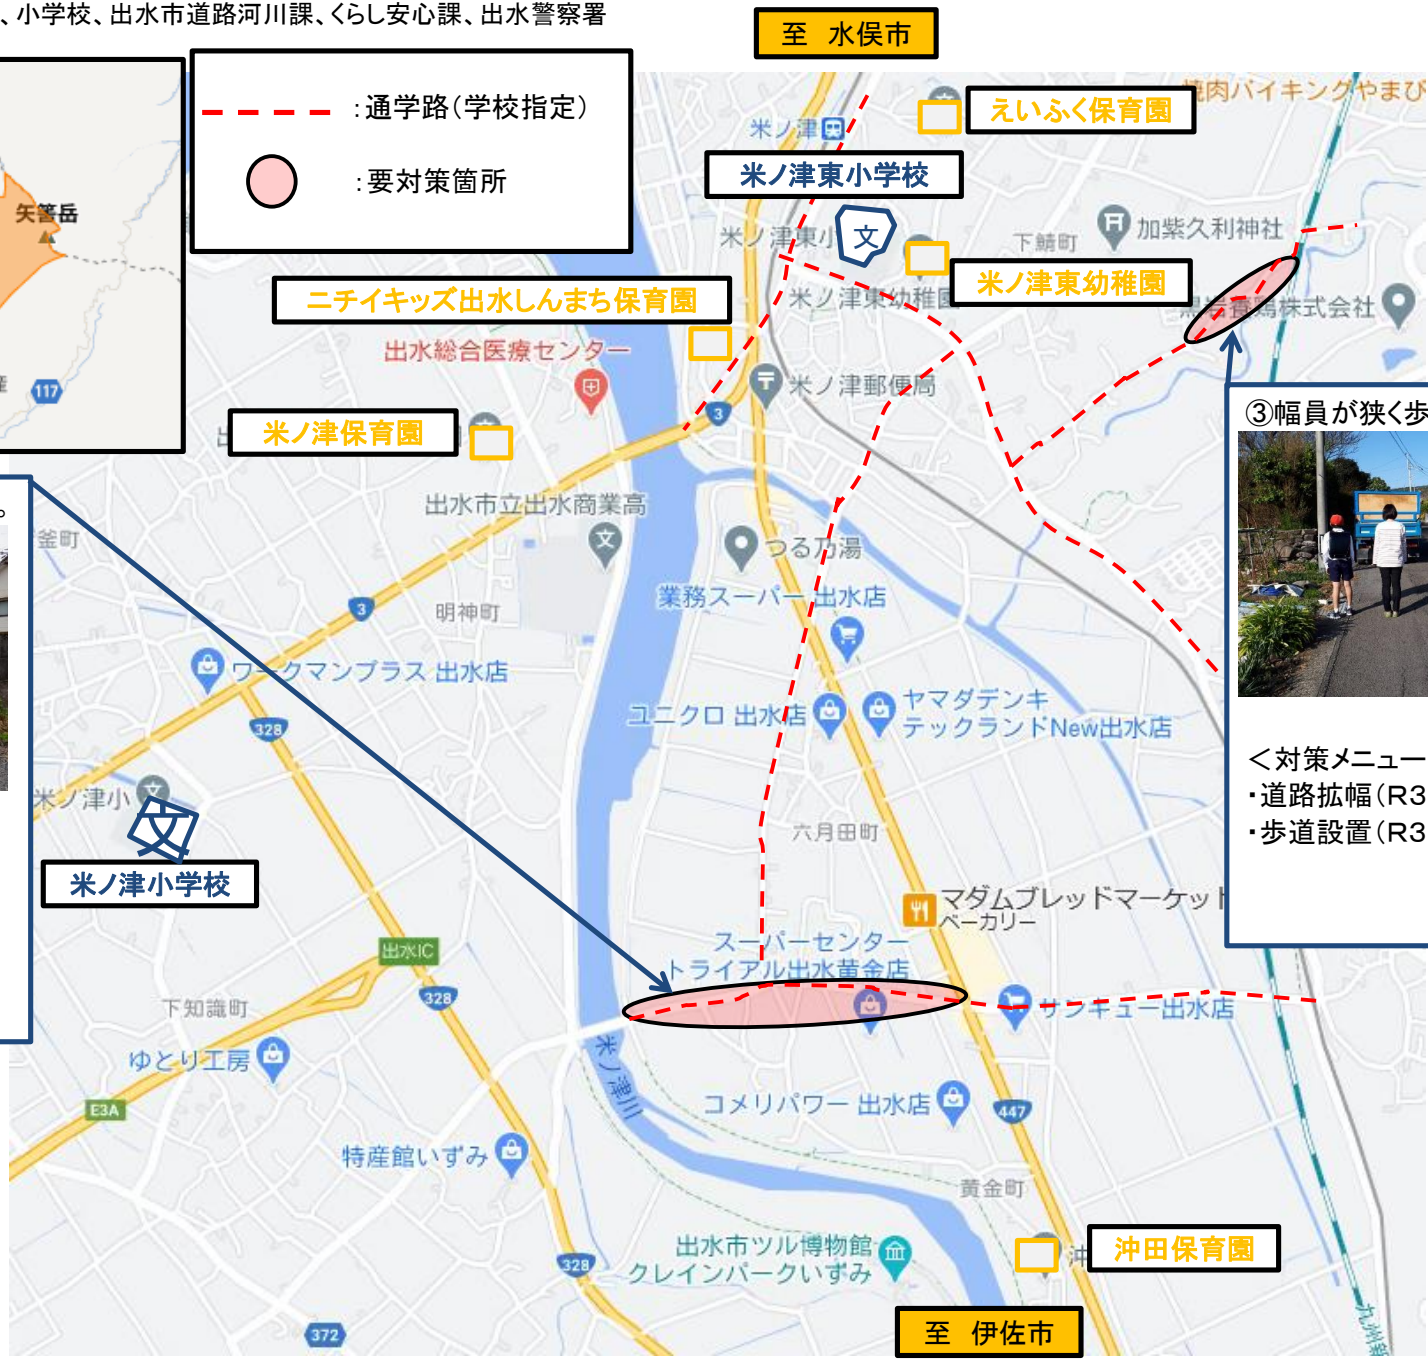 、小学校、出水市道路河川課、くらし安心課、出水警察署
至 水俣市
:通学路(学校指定)
:要対策箇所
矢筈岳
117
焼肉バイキングやまび
えいふく保育園
米ノ津
米ノ津東小学校
米ノ津東小
文
下鯖町
加紫久利神社
米ノ津東幼稚園
米ノ津東幼稚園
ニチイキッズ出水しんまち保育園
出水総合医療センター
米ノ津郵便局
3
米ノ津保育園
③幅員が狭く歩
出水市立出水商業高
つる乃湯
釜町
。
業務スーパー 出水店
3
明神町
ワークマンプラス 出水店
ユニクロ 出水店
ヤマダデンキ
テックランドNew出水店
328
<対策メニュー
・道路拡幅(R3
・歩道設置(R3
米ノ津小
文
米ノ津小学校
六月田町
マダムブレッドマーケット
ベーカリー
スーパーセンター
トライアル出水黄金店
出水IC
328
下知識町
サンキュー出水店
ゆとり工房
米ノ津川
E3A
コメリパワー 出水店
447
特産館いずみ
黄金町
出水市ツル博物館
クレインパークいずみ
沖
沖田保育園
328
至 伊佐市
372
九州新